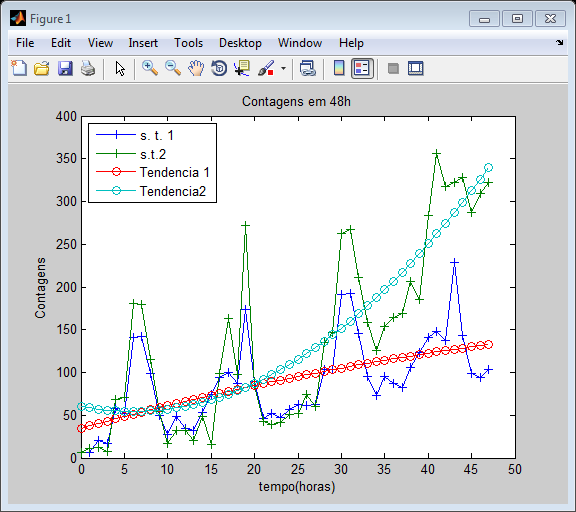 Figure 1
File Edit View Insert Tools Desktop Window Help
Contagens em 48h
400
350
300
250
200
150
100
50
0
Contagens
s. t. 1
s.t.2
Tendencia 1
Tendencia2
0 5 10 15 20 25 30 35 40 45 50
tempo(horas)